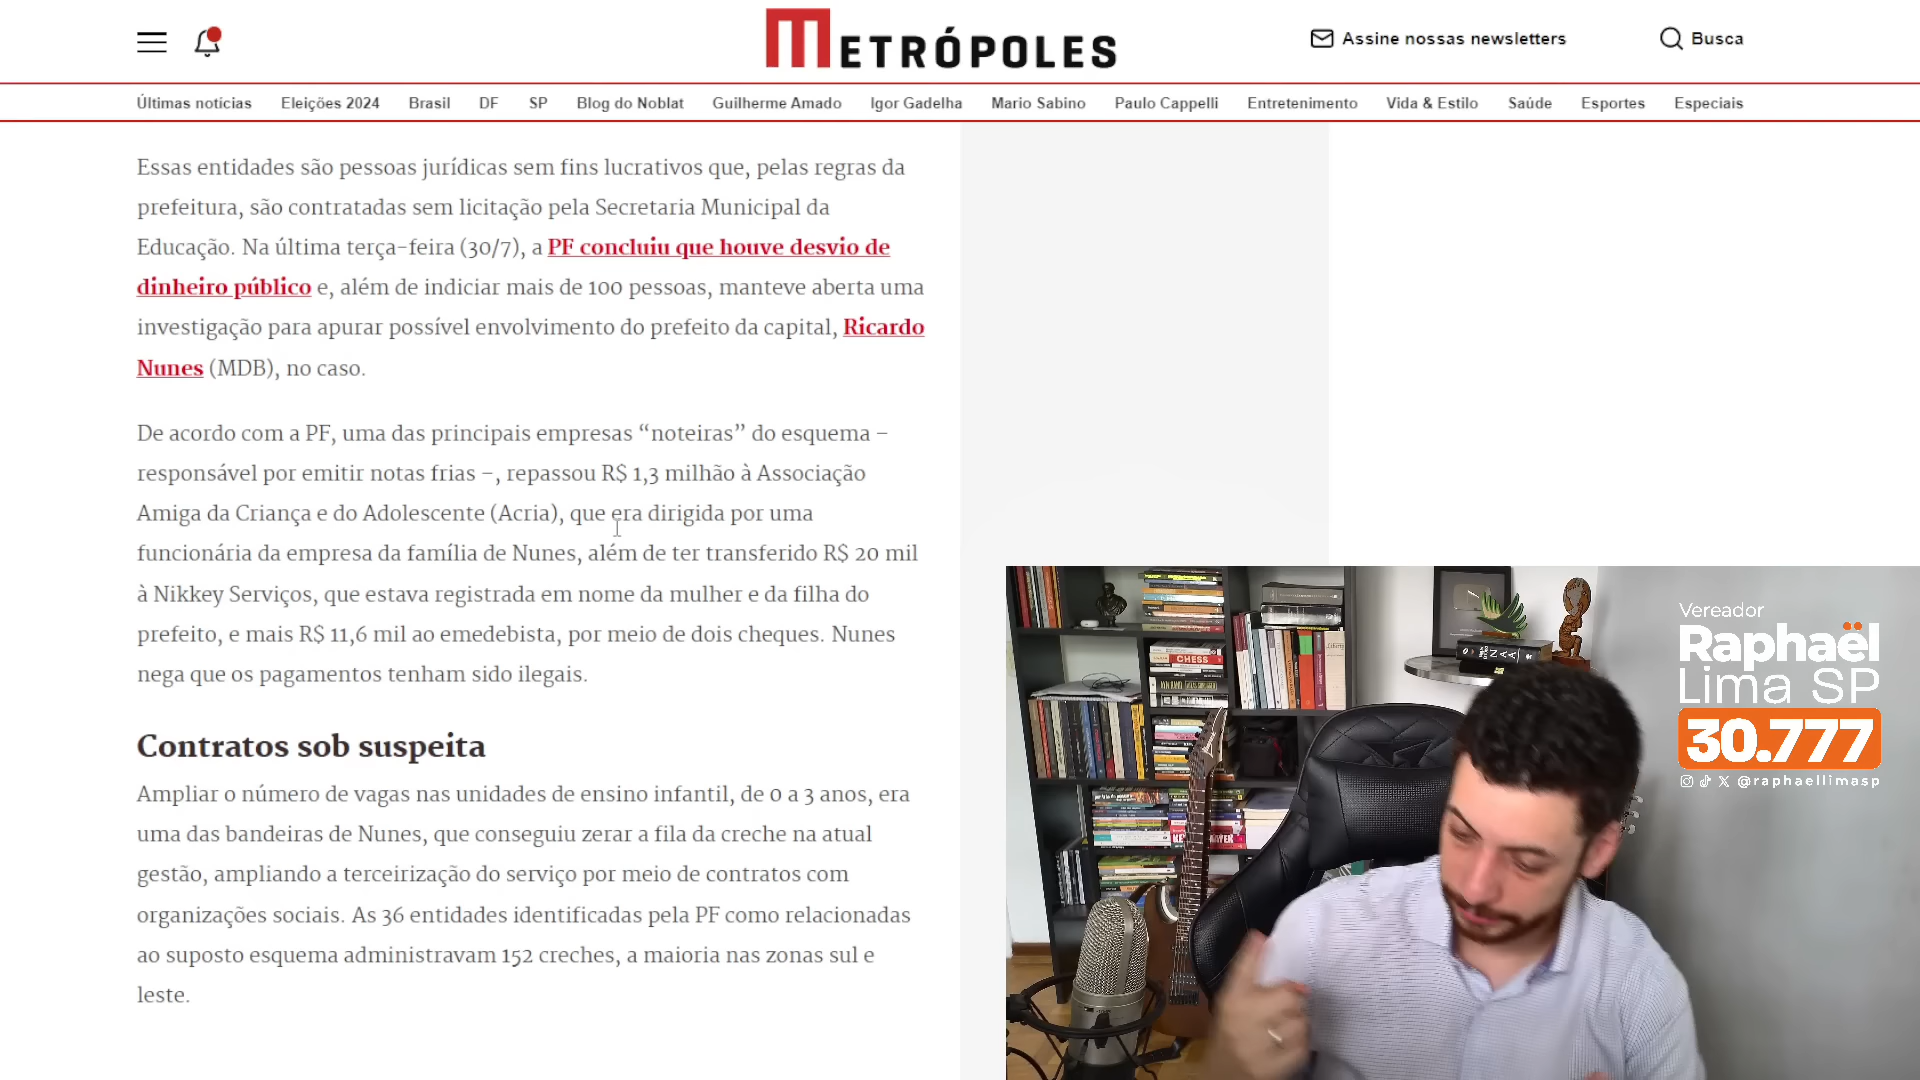 METRÓPOLES
Assine nossas newsletters
Busca
Últimas notícias
Eleições 2024
Brasil
DF
SP
Blog do Noblat
Guilherme Amado
Igor Gadelha
Mario Sabino
Paulo Cappelli
Entretenimento
Vida & Estilo
Saúde
Esportes
Especiais
Essas entidades são pessoas jurídicas sem fins lucrativos que, pelas regras da
prefeitura, são contratadas sem licitação pela Secretaria Municipal da
Educação. Na última terça-feira (30/7), a PF concluiu que houve desvio de
dinheiro público e, além de indiciar mais de 100 pessoas, manteve aberta uma
investigação para apurar possível envolvimento do prefeito da capital, Ricardo
Nunes (MDB), no caso.
De acordo com a PF, uma das principais empresas “noteiras” do esquema –
responsável por emitir notas frias –, repassou R$ 1,3 milhão à Associação
Amiga da Criança e do Adolescente (Acria), que era dirigida por uma
funcionária da empresa da família de Nunes, além de ter transferido R$ 20 mil
à Nikkey Serviços, que estava registrada em nome da mulher e da filha do
prefeito, e mais R$ 11,6 mil ao emedebista, por meio de dois cheques. Nunes
nega que os pagamentos tenham sido ilegais.
Contratos sob suspeita
Ampliar o número de vagas nas unidades de ensino infantil, de 0 a 3 anos, era
uma das bandeiras de Nunes, que conseguiu zerar a fila da creche na atual
gestão, ampliando a terceirização do serviço por meio de contratos com
organizações sociais. As 36 entidades identificadas pela PF como relacionadas
ao suposto esquema administravam 152 creches, a maioria nas zonas sul e
leste.
Vereador
Raphaël
Lima SP
30.777
@raphaellimasp
CHESS